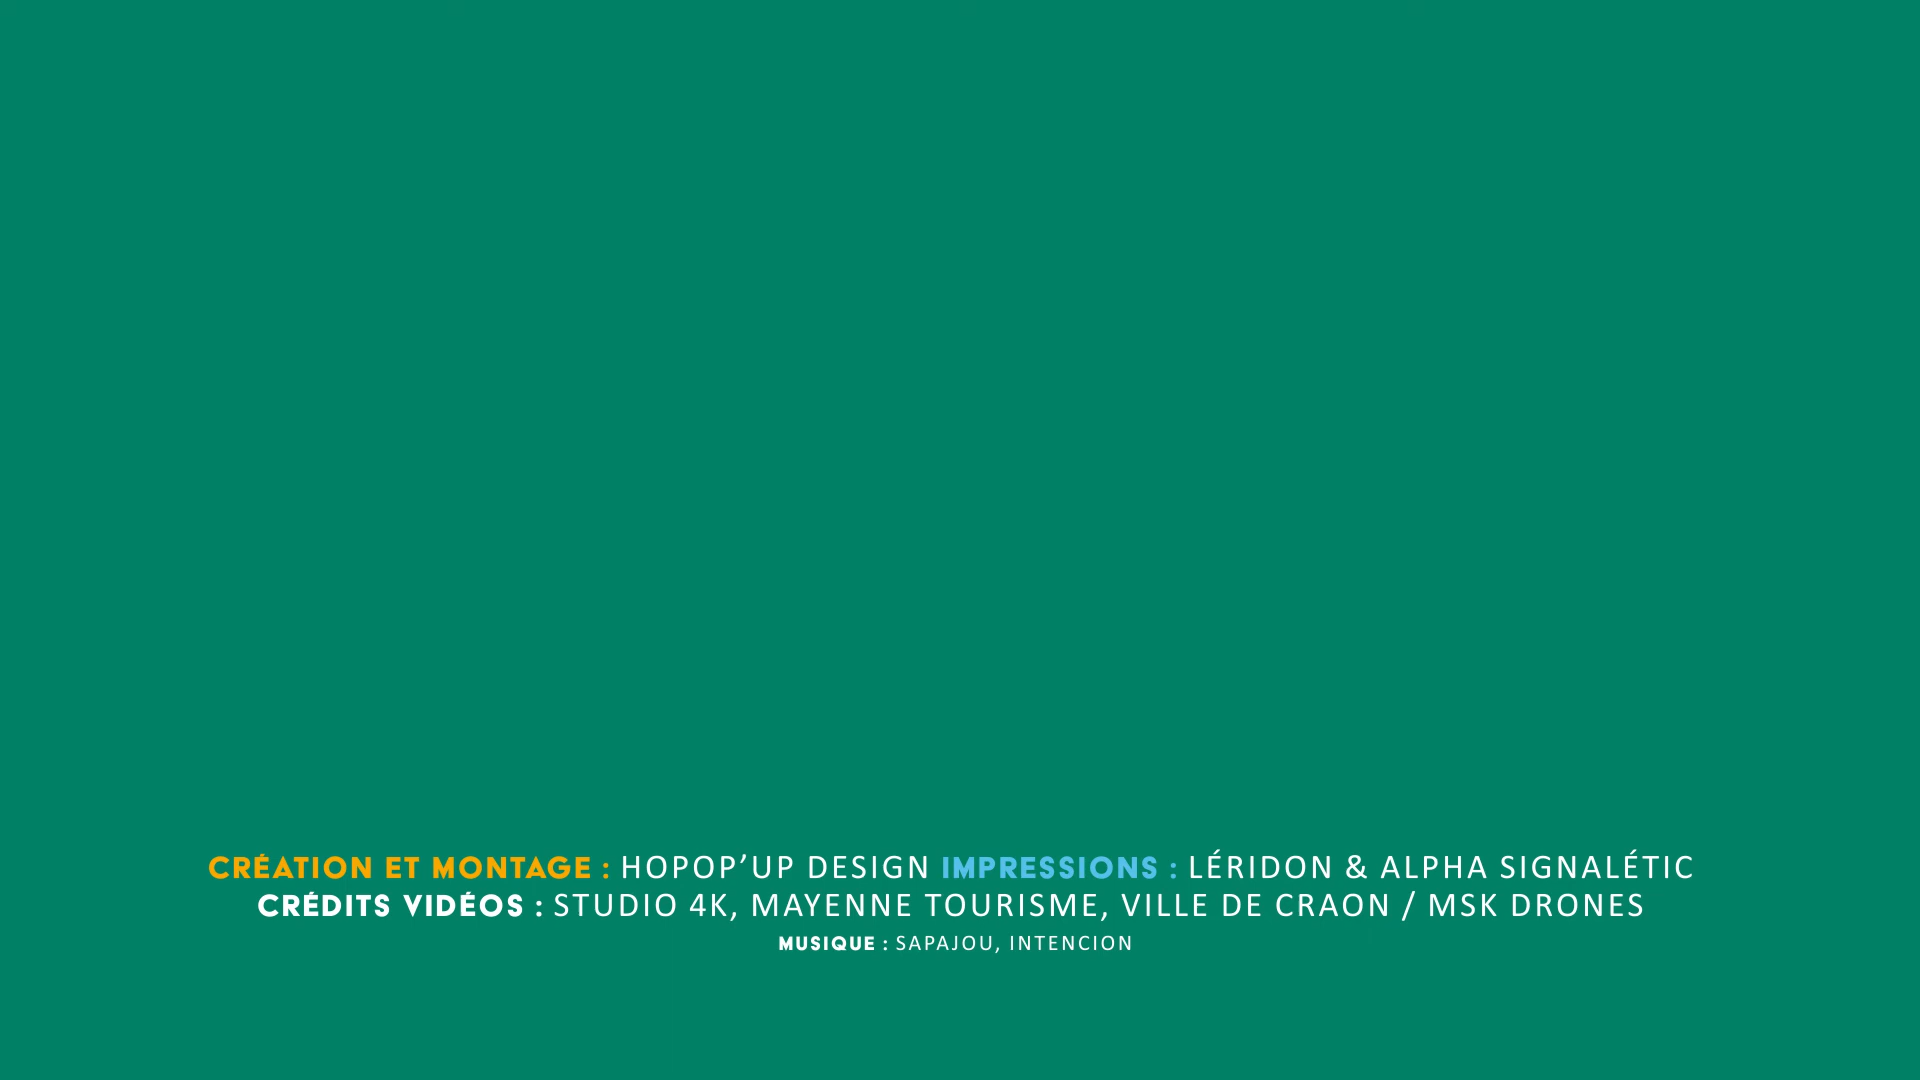 CRÉATION ET MONTAGE : HOPOP’UP DESIGN IMPRESSIONS : LÉRIDON & ALPHA SIGNALÉTIC
CRÉDITS VIDÉOS : STUDIO 4K, MAYENNE TOURISME, VILLE DE CRAON / MSK DRONES
MUSIQUE : SAPAJOU, INTENCION